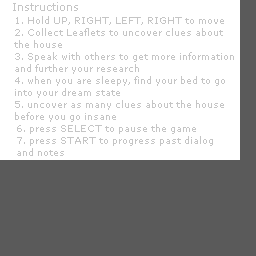 Instructions
1. Hold UP, RIGHT, LEFT, RIGHT to move
2. Collect Leaflets to uncover clues about
the house
3. Speak with others to get more information
and further your research
4. when you are sleepy, find your bed to go
into your dream state
5. uncover as many clues about the house
before you go insane
6. press SELECT to pause the game
7. press START to progress past dialog
and notes